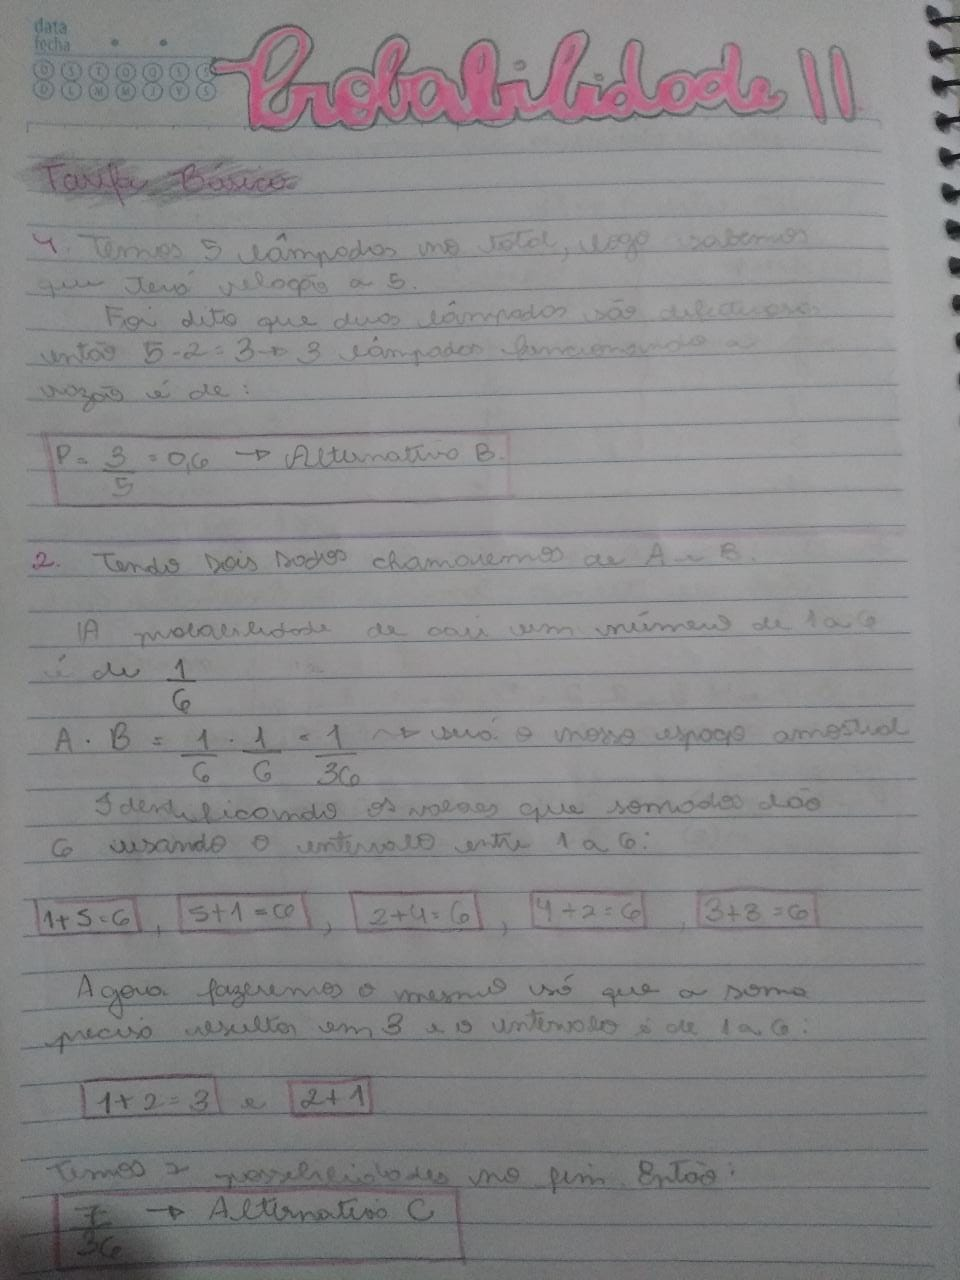 data
fecha
D S T Q Q S S
D L M M J V S
Probabilidade II
Tarefa Básica
4. Temos 5 lâmpadas no total, logo sabemos
que terá relação a 5.
Foi dito que duas lâmpadas são defeituosas
então 5-2=3→ 3 lâmpadas funcionando a
razão é de:
P= 3/5 = 0,6 → Alternativa B.
2. Tendo Dois Dados chamaremos de A e B.
A probabilidade de cair um número de 1 a 6
é de 1/6
A . B = 1/6 . 1/6 = 1/36 → será o nosso espaço amostral
Identificando os valores que somados dão
6 usando o intervalo entre 1 a 6:
1+5=6, 5+1=6, 2+4=6, 4+2=6, 3+3=6
Agora fazeremos o mesmo só que a soma
precisa resultar em 3 e o intervalo é de 1 a 6:
1+2=3 e 2+1
Temos 7 possibilidades no fim. Então:
7/36 → Alternativa C